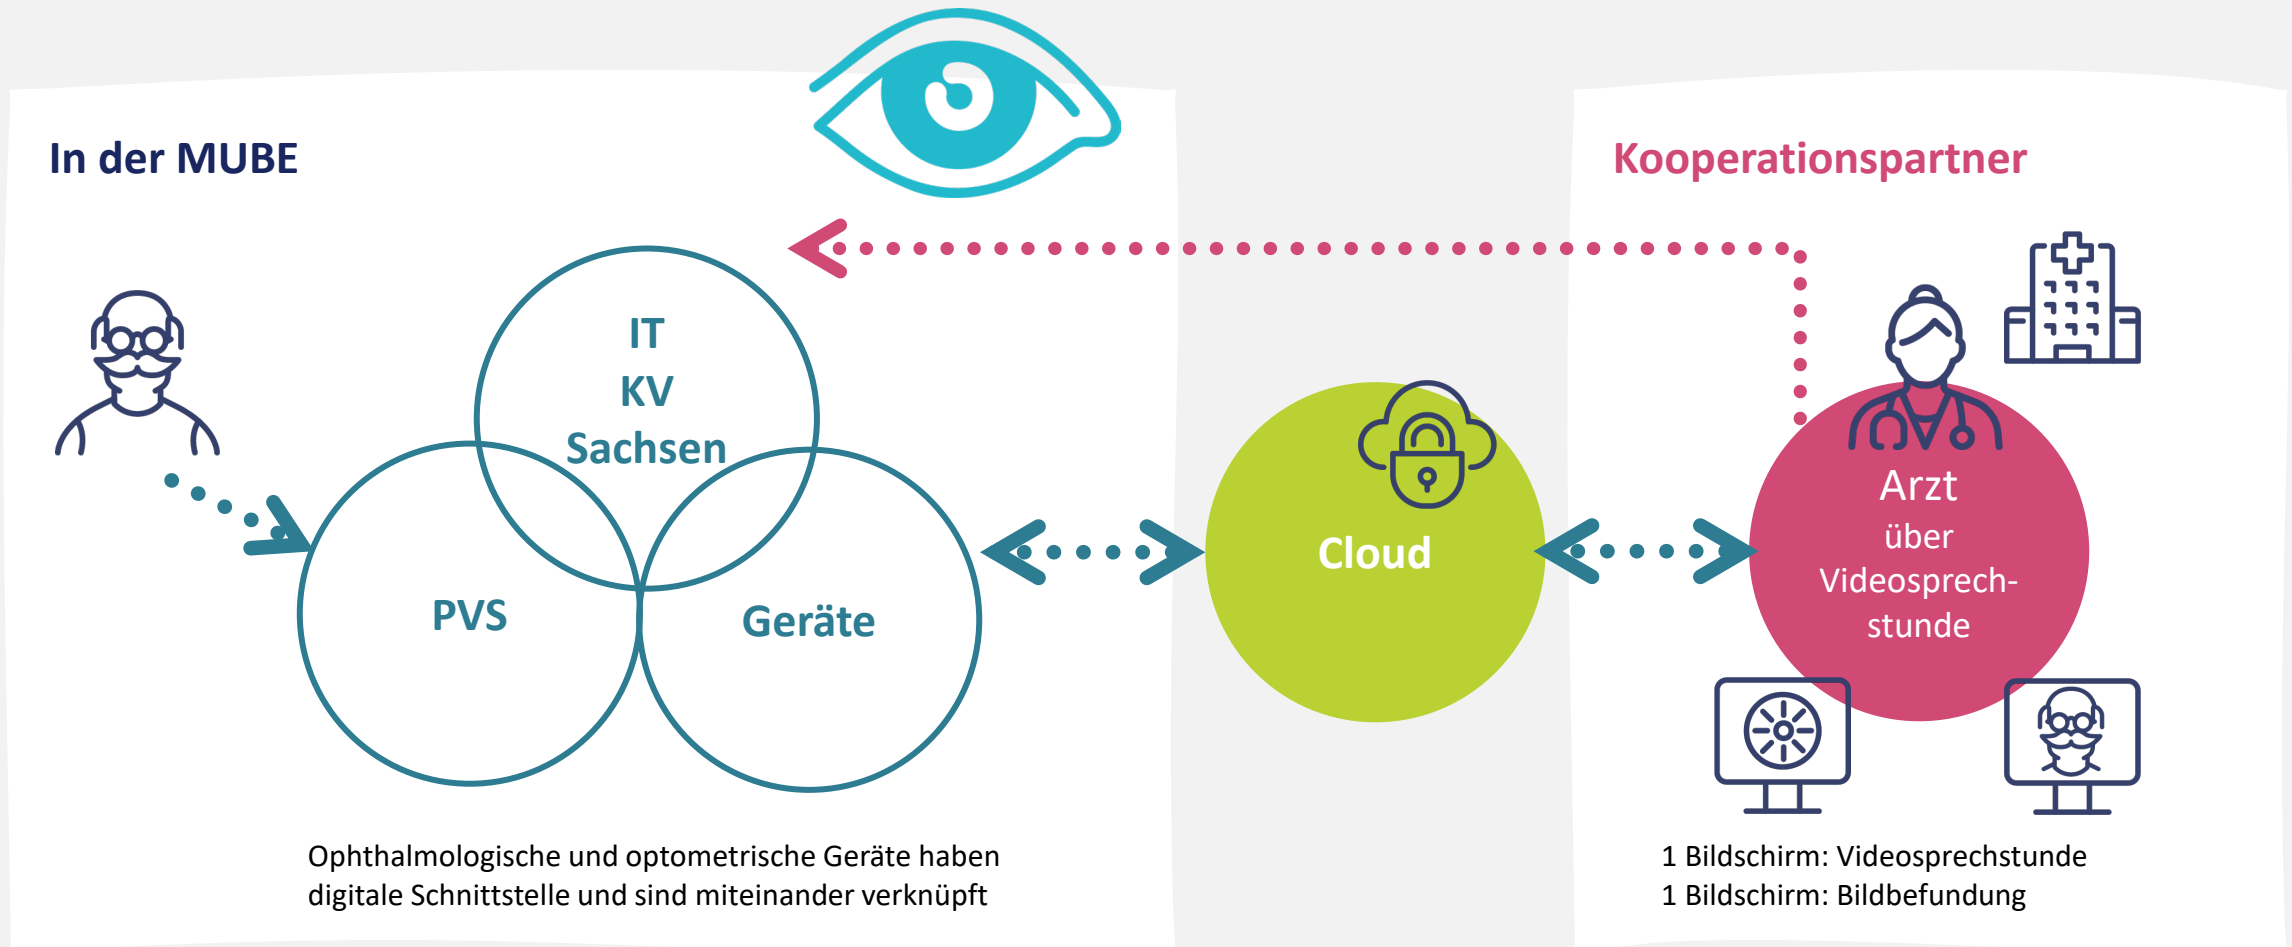 In der MUBE
IT
KV
Sachsen
PVS
Geräte
Ophthalmologische und optometrische Geräte haben
digitale Schnittstelle und sind miteinander verknüpft
Cloud
Kooperationspartner
Arzt
über
Videosprech-
stunde
1 Bildschirm: Videosprechstunde
1 Bildschirm: Bildbefundung